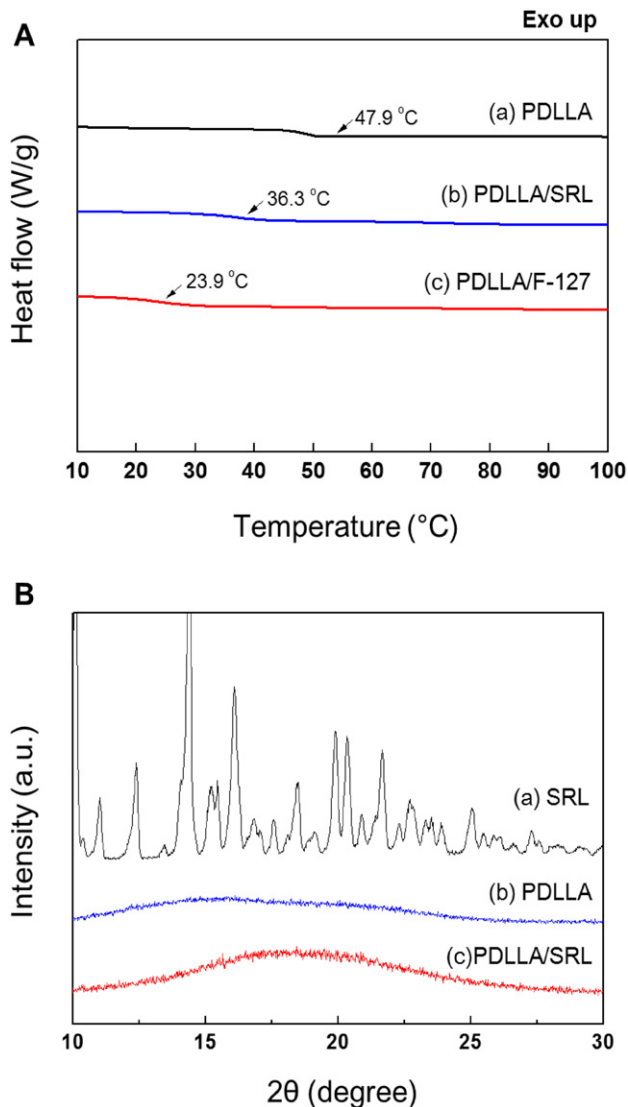 A
Exo up
47.9 °C
(a) PDLLA
36.3 °C
(b) PDLLA/SRL
23.9 °C
(c) PDLLA/F-127
Heat flow (W/g)
10 20 30 40 50 60 70 80 90 100
Temperature (°C)
B
(a) SRL
(b) PDLLA
(c)PDLLA/SRL
Intensity (a.u.)
10 15 20 25 30
2θ (degree)